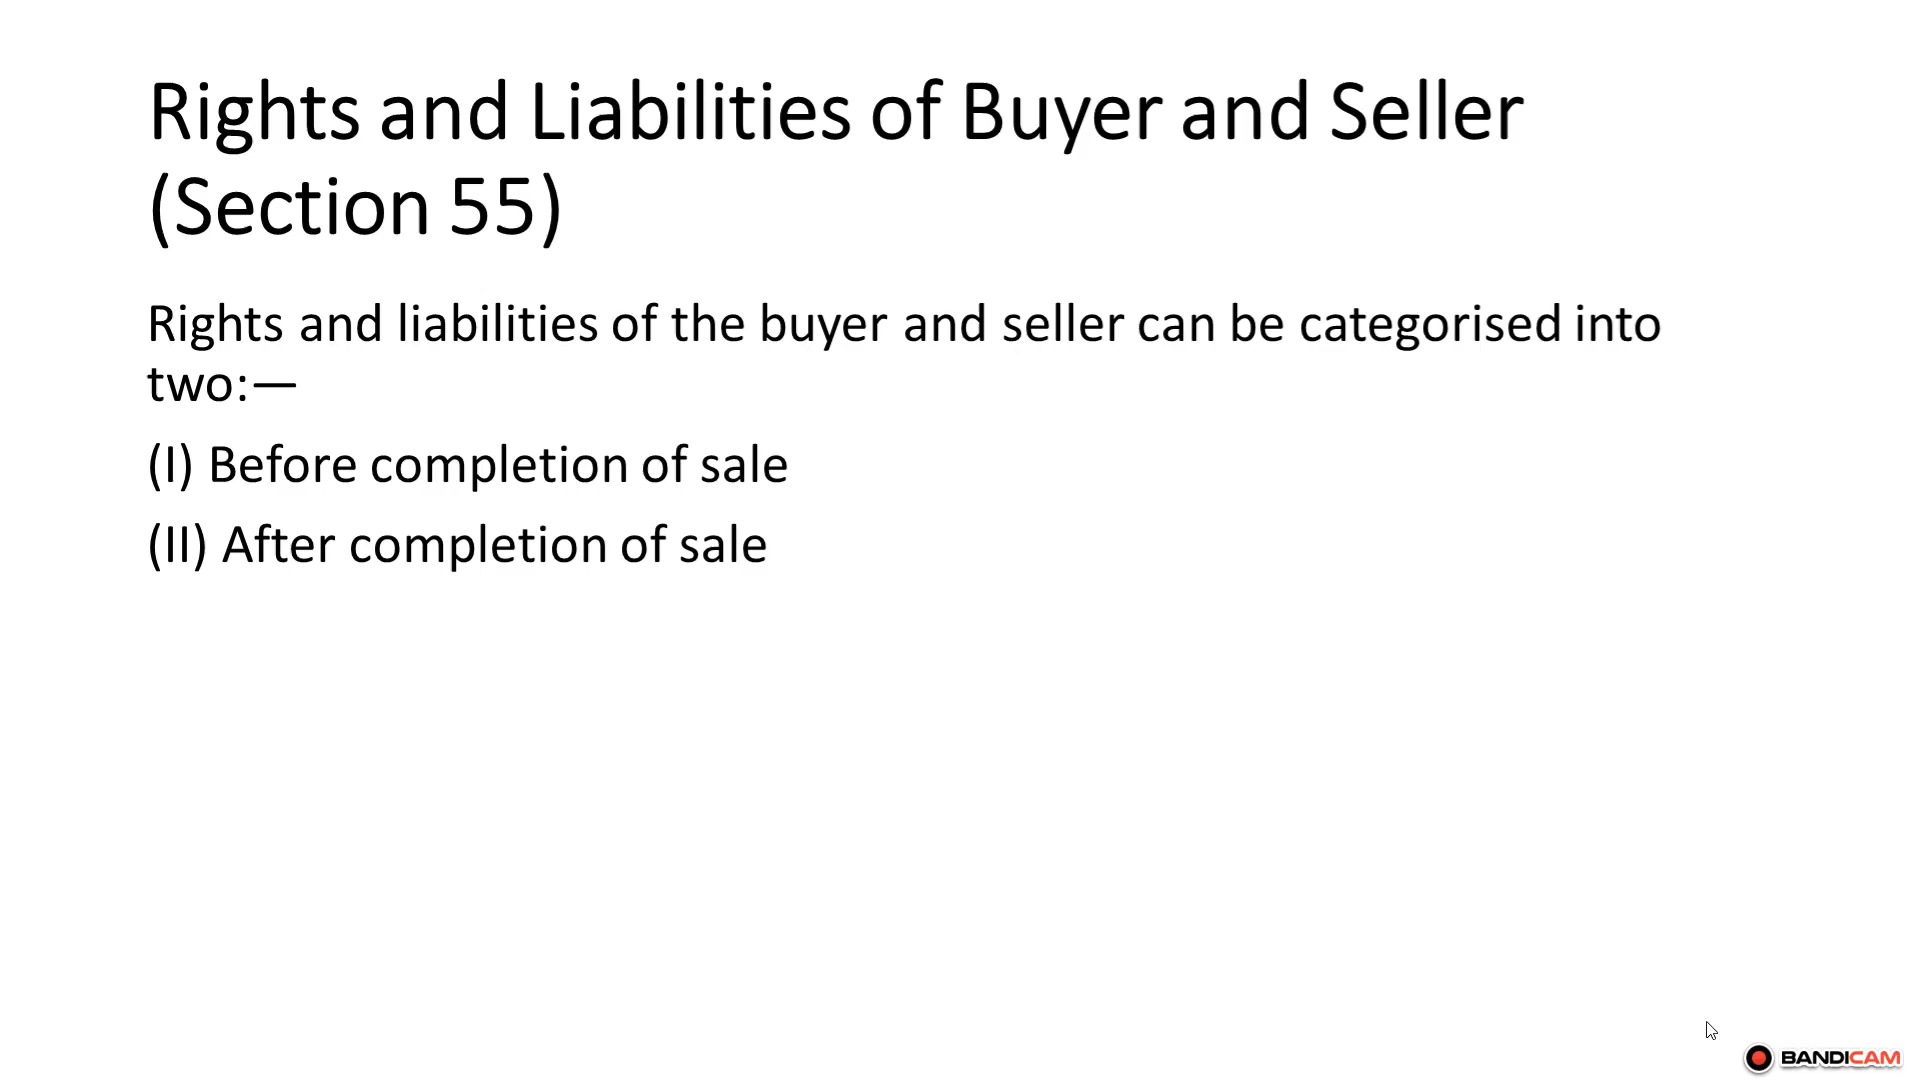 Rights and Liabilities of Buyer and Seller
(Section 55)
Rights and liabilities of the buyer and seller can be categorised into
two:—
(I) Before completion of sale
(II) After completion of sale
BANDICAM